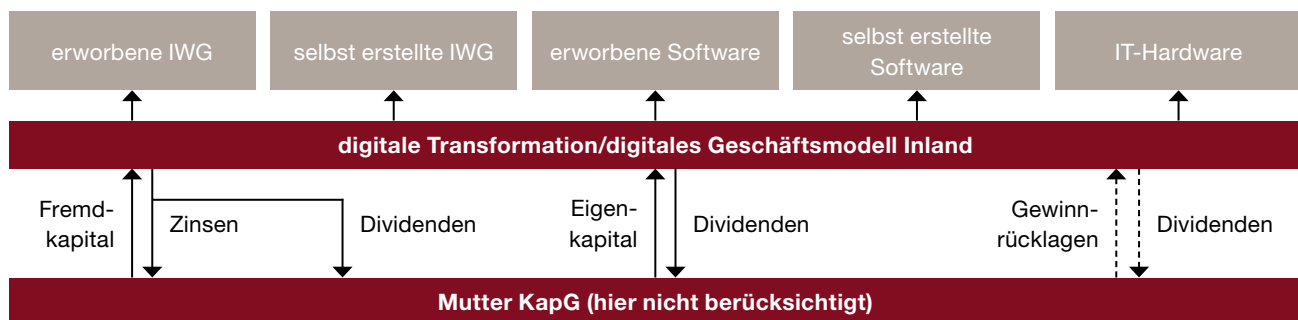 erworbene IWG
selbst erstellte IWG
erworbene Software
selbst erstellte
Software
IT-Hardware
digitale Transformation/digitales Geschäftsmodell Inland
Fremd-
kapital
Zinsen
Dividenden
Eigen-
kapital
Dividenden
Gewinn-
rücklagen
Dividenden
Mutter KapG (hier nicht berücksichtigt)